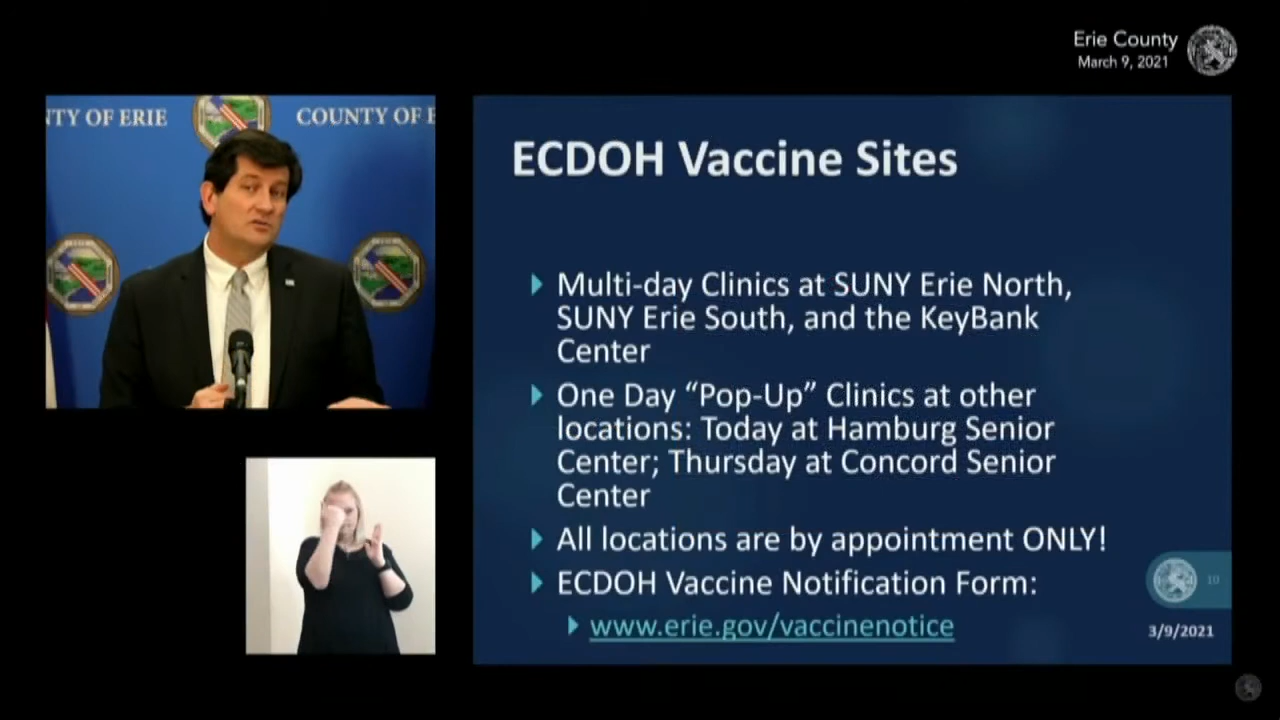 Erie County
March 9, 2021
NTY OF ERIE
COUNTY OF E
ECDOH Vaccine Sites
Multi-day Clinics at SUNY Erie North,
SUNY Erie South, and the KeyBank
Center
One Day “Pop-Up” Clinics at other
locations: Today at Hamburg Senior
Center; Thursday at Concord Senior
Center
All locations are by appointment ONLY!
ECDOH Vaccine Notification Form:
www.erie.gov/vaccinenotice
10
3/9/2021